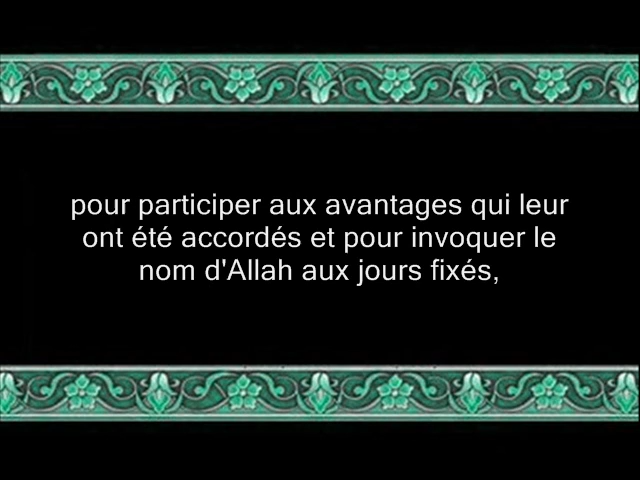 pour participer aux avantages qui leur
ont été accordés et pour invoquer le
nom d'Allah aux jours fixés,